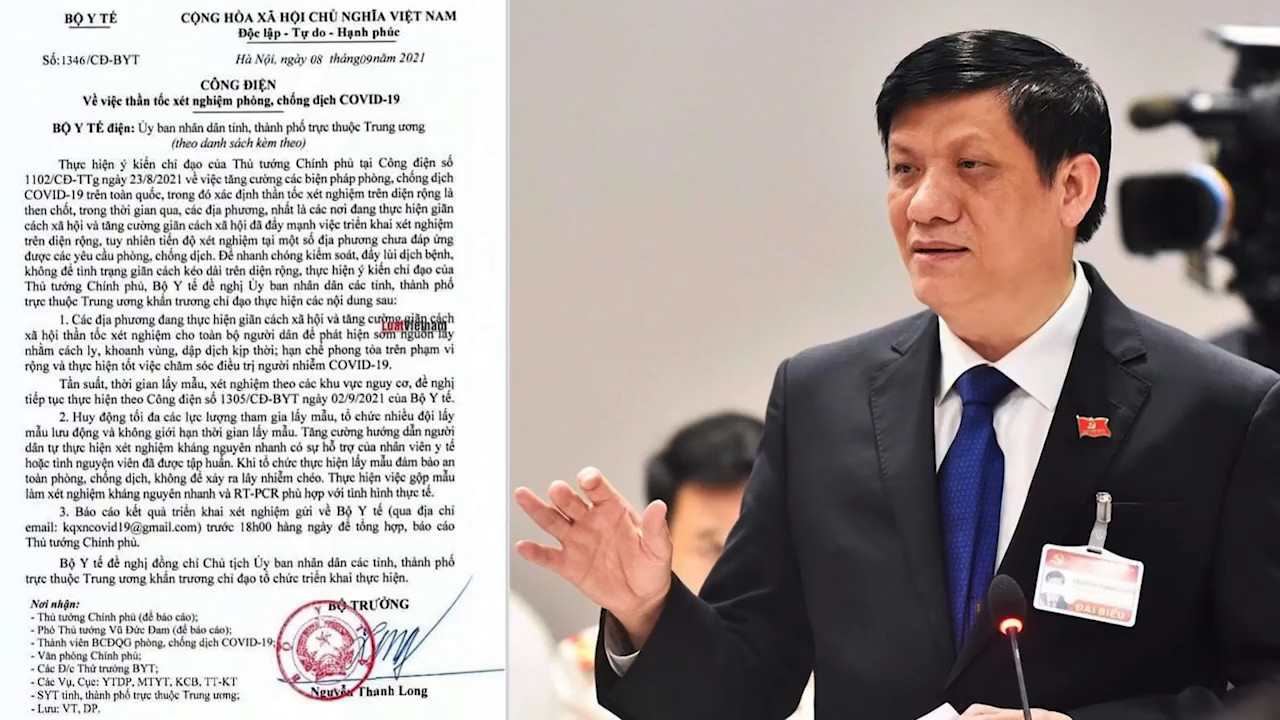 BỘ Y TẾ
CỘNG HÒA XÃ HỘI CHỦ NGHĨA VIỆT NAM
Độc lập - Tự do - Hạnh phúc
Số:1346/CĐ-BYT
Hà Nội, ngày 08 tháng09năm 2021
CÔNG ĐIỆN
Về việc thần tốc xét nghiệm phòng, chống dịch COVID-19
BỘ Y TẾ điện: Ủy ban nhân dân tỉnh, thành phố trực thuộc Trung ương
(theo danh sách kèm theo)
Thực hiện ý kiến chỉ đạo của Thủ tướng Chính phủ tại Công điện số
1102/CĐ-TTg ngày 23/8/2021 về việc tăng cường các biện pháp phòng, chống dịch
COVID-19 trên toàn quốc, trong đó xác định thần tốc xét nghiệm trên diện rộng là
then chốt, trong thời gian qua, các địa phương, nhất là các nơi đang thực hiện giãn
cách xã hội và tăng cường giãn cách xã hội đã đẩy mạnh việc triển khai xét nghiệm
trên diện rộng, tuy nhiên tiến độ xét nghiệm tại một số địa phương chưa đáp ứng
được các yêu cầu phòng, chống dịch. Để nhanh chóng kiểm soát, đẩy lùi dịch bệnh,
không để tình trạng giãn cách kéo dài trên diện rộng, thực hiện ý kiến chỉ đạo của
Thủ tướng Chính phủ, Bộ Y tế đề nghị Ủy ban nhân dân các tỉnh, thành phố
trực thuộc Trung ương khẩn trương chỉ đạo thực hiện các nội dung sau:
1. Các địa phương đang thực hiện giãn cách xã hội và tăng cường giãn cách
xã hội thần tốc xét nghiệm cho toàn bộ người dân để phát hiện sớm nguồn lây
LuatVietnam
nhằm cách ly, khoanh vùng, dập dịch kịp thời; hạn chế phong tỏa trên phạm vi
rộng và thực hiện tốt việc chăm sóc điều trị người nhiễm COVID-19.
Tần suất, thời gian lấy mẫu, xét nghiệm theo các khu vực nguy cơ, đề nghị
tiếp tục thực hiện theo Công điện số 1305/CĐ-BYT ngày 02/9/2021 của Bộ Y tế.
2. Huy động tối đa các lực lượng tham gia lấy mẫu, tổ chức nhiều đội lấy
mẫu lưu động và không giới hạn thời gian lấy mẫu. Tăng cường hướng dẫn người
dân tự thực hiện xét nghiệm kháng nguyên nhanh có sự hỗ trợ của nhân viên y tế
hoặc tình nguyện viên đã được tập huấn. Khi tổ chức thực hiện lấy mẫu đảm bảo an
toàn phòng, chống dịch, không để xảy ra lây nhiễm chéo. Thực hiện việc gộp mẫu
làm xét nghiệm kháng nguyên nhanh và RT-PCR phù hợp với tình hình thực tế.
3. Báo cáo kết quả triển khai xét nghiệm gửi về Bộ Y tế (qua địa chỉ
email: kqxncovid19@gmail.com) trước 18h00 hàng ngày để tổng hợp, báo cáo
Thủ tướng Chính phủ.
Bộ Y tế đề nghị đồng chí Chủ tịch Ủy ban nhân dân các tỉnh, thành phố
trực thuộc Trung ương khẩn trương chỉ đạo tổ chức triển khai thực hiện.
Nơi nhận:
- Thủ tướng Chính phủ (để báo cáo);
- Phó Thủ tướng Vũ Đức Đam (để báo cáo);
- Thành viên BCĐQG phòng, chống dịch COVID-19;
- Văn phòng Chính phủ;
- Các Đ/c Thứ trưởng BYT;
- Các Vụ, Cục: YTDP, MTYT, KCB, TT-KT
- SYT tỉnh, thành phố trực thuộc Trung ương;
- Lưu: VT, DP.
BỘ TRƯỞNG
Nguyễn Thanh Long
ĐẠI BIỂU